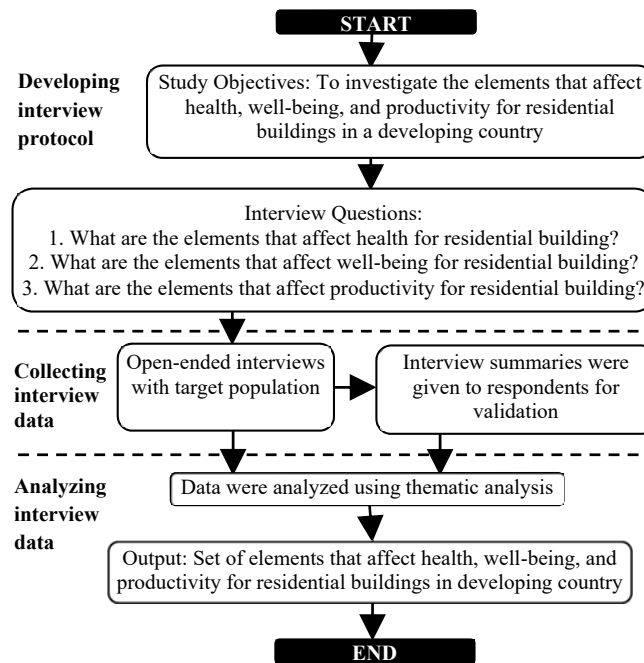 START
Developing
interview
protocol
Study Objectives: To investigate the elements that affect
health, well-being, and productivity for residential
buildings in a developing country
Interview Questions:
1. What are the elements that affect health for residential building?
2. What are the elements that affect well-being for residential building?
3. What are the elements that affect productivity for residential building?
Collecting
interview
data
Open-ended interviews
with target population
Interview summaries were
given to respondents for
validation
Analyzing
interview
data
Data were analyzed using thematic analysis
Output: Set of elements that affect health, well-being, and
productivity for residential buildings in developing country
END